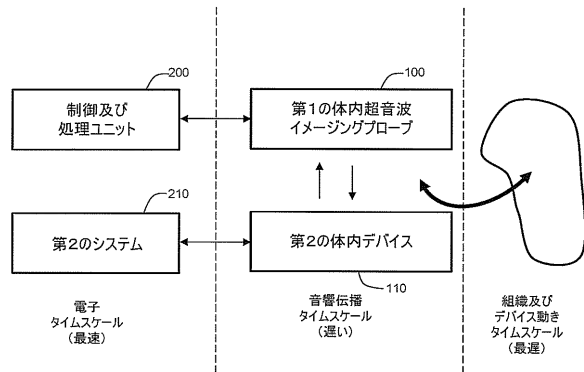 200
制御及び
処理ユニット
100
第1の体内超音波
イメージングプローブ
210
第2のシステム
第2の体内デバイス
110
電子
タイムスケール
(最速)
音響伝播
タイムスケール
(遅い)
組織及び
デバイス動き
タイムスケール
(最遅)